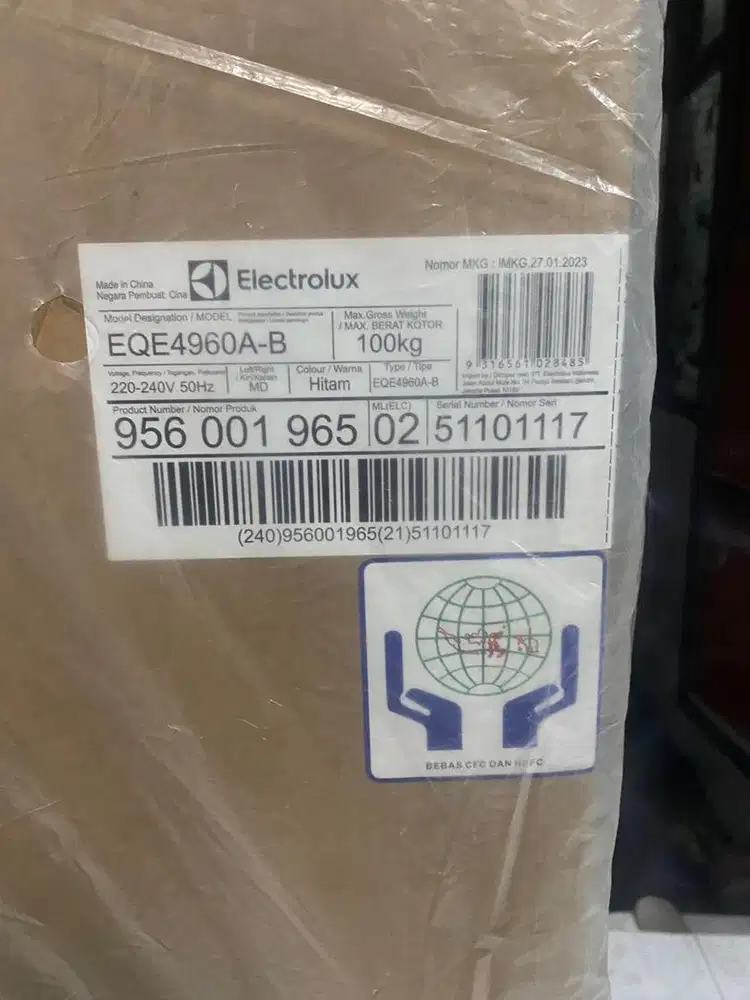 Made in China
Negara Pembuat: Cina
Electrolux
Nomor MKG : IMKG.27.01.2023
Model Designation / MODEL
EQE4960A-B
Max.Gross Weight
/ MAX. BERAT KOTOR
100kg
9 316561 028485
220-240V 50Hz
Left/Right
MD
Colour / Warna
Hitam
Type / Tipe
EQE4960A-B
Product Number / Nomor Produk
956 001 965
ML(ELC)
02
Serial Number / Nomor Seri
51101117
(240)956001965(21)51101117
BEBAS CFC DAN HCFC